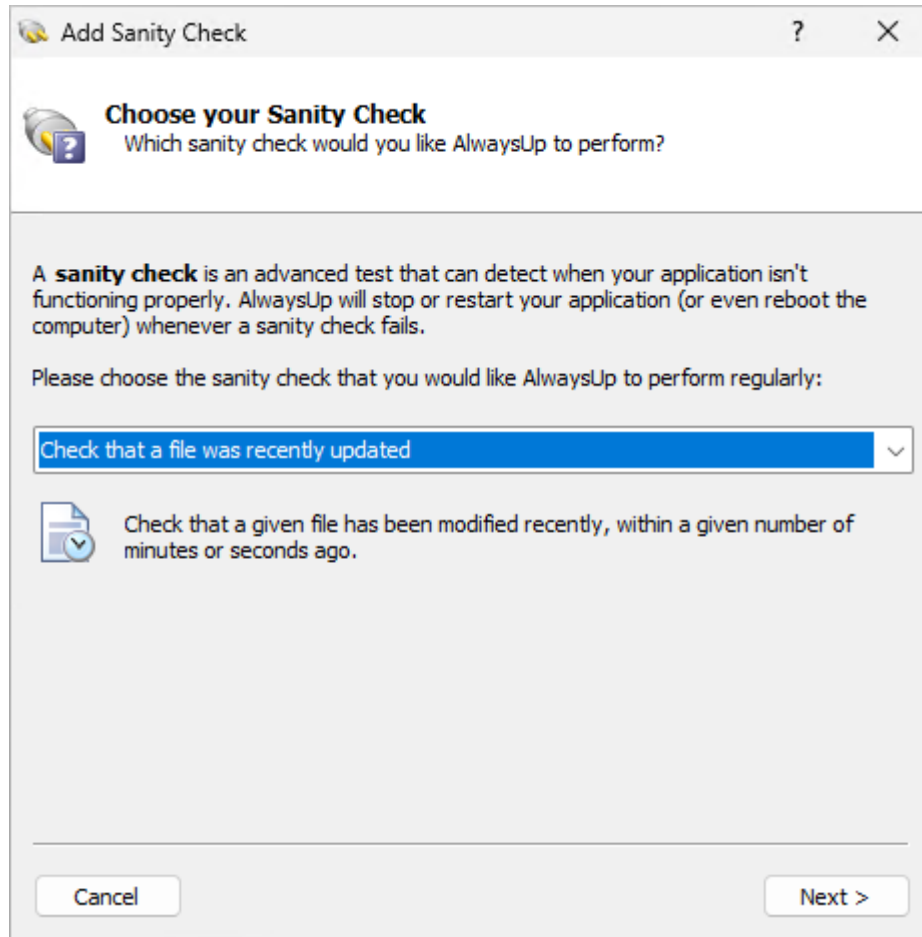 Add Sanity Check
?
Choose your Sanity Check
Which sanity check would you like AlwaysUp to perform?
?
A sanity check is an advanced test that can detect when your application isn't
functioning properly. AlwaysUp will stop or restart your application (or even reboot the
computer) whenever a sanity check fails.
Please choose the sanity check that you would like AlwaysUp to perform regularly:
Check that a file was recently updated
Check that a given file has been modified recently, within a given number of
minutes or seconds ago.
Cancel
Next >